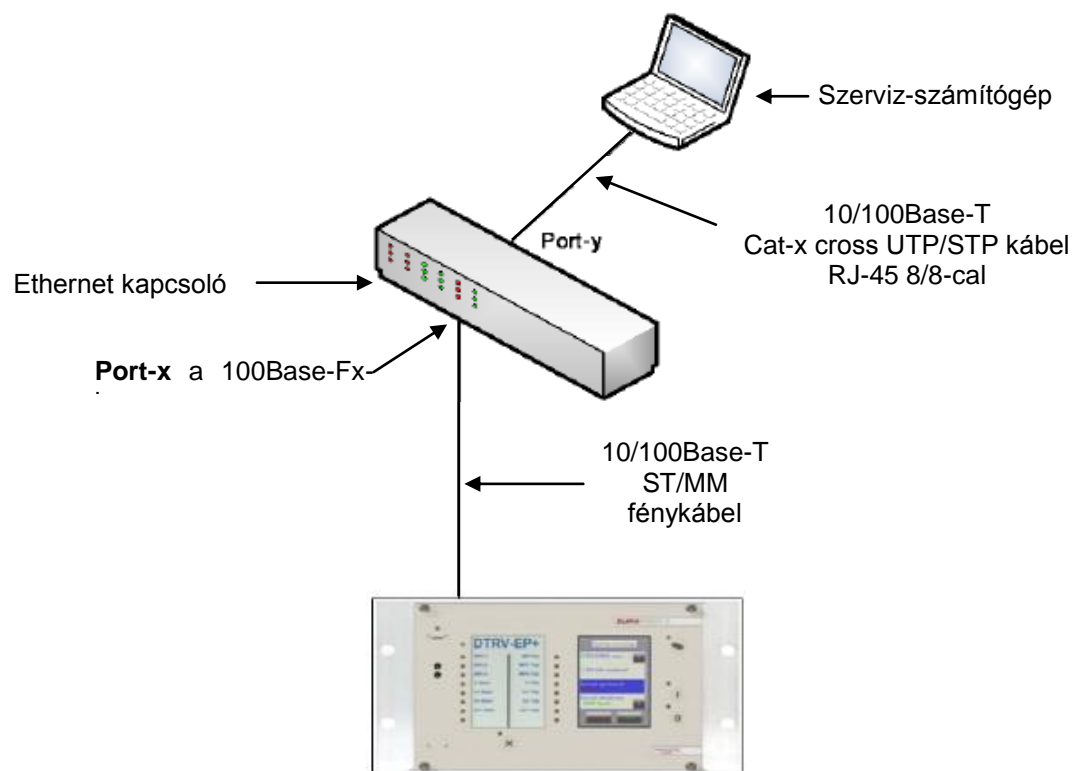 Szerviz-számítógép
10/100Base-T
Cat-x cross UTP/STP kábel
RJ-45 8/8-cal
Port-y
Ethernet kapcsoló
Port-x a 100Base-Fx-
10/100Base-T
ST/MM
fénykábel
DTRV-EP+